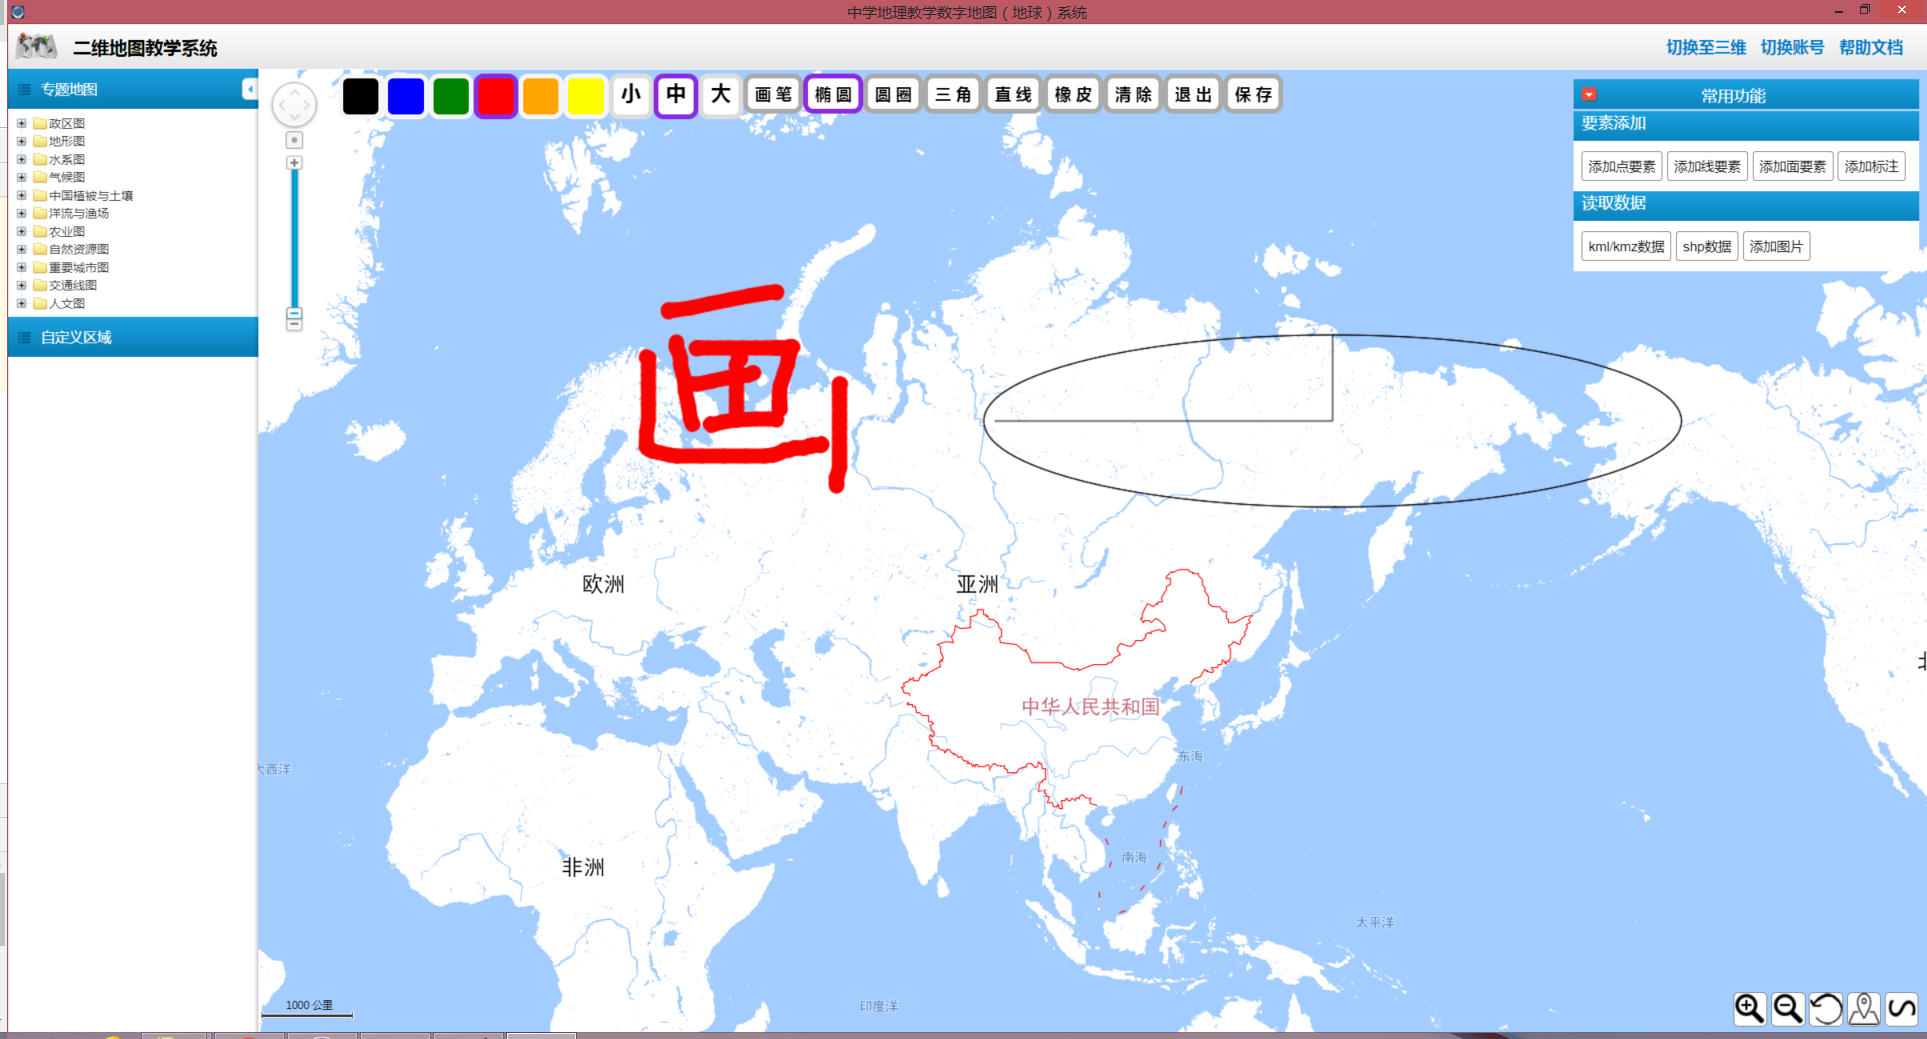 中学地理教学数字地图（地球）系统
二维地图教学系统
切换至三维 切换账号 帮助文档
专题地图
政区图
地形图
水系图
气候图
中国植被与土壤
洋流与渔场
农业图
自然资源图
重要城市图
交通线图
人文图
自定义区域
小 中 大 画笔 椭圆 圆圈 三角 直线 橡皮 清除 退出 保存
常用功能
要素添加
添加点要素 添加线要素 添加面要素 添加标注
读取数据
kml/kmz数据 shp数据 添加图片
画
欧洲
亚洲
中华人民共和国
东海
大西洋
南海
非洲
太平洋
印度洋
1000 公里